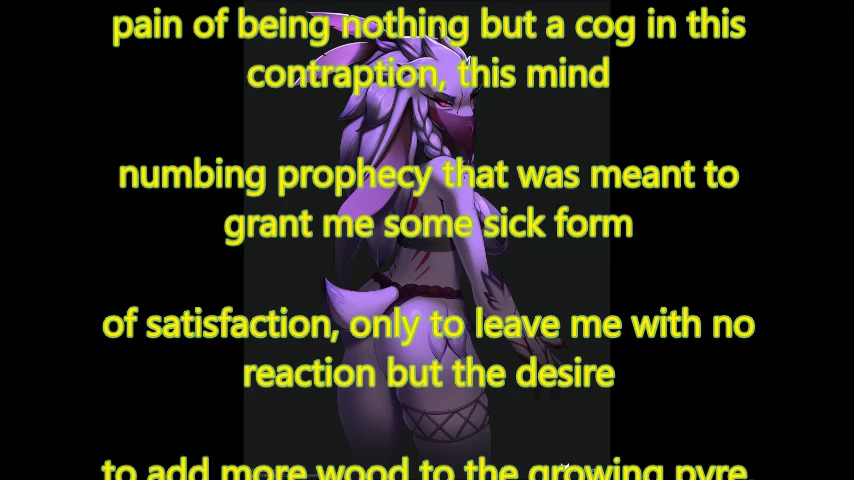 pain of being nothing but a cog in this
contraption, this mind
numbing prophecy that was meant to
grant me some sick form
of satisfaction, only to leave me with no
reaction but the desire
to add more wood to the growing pyre